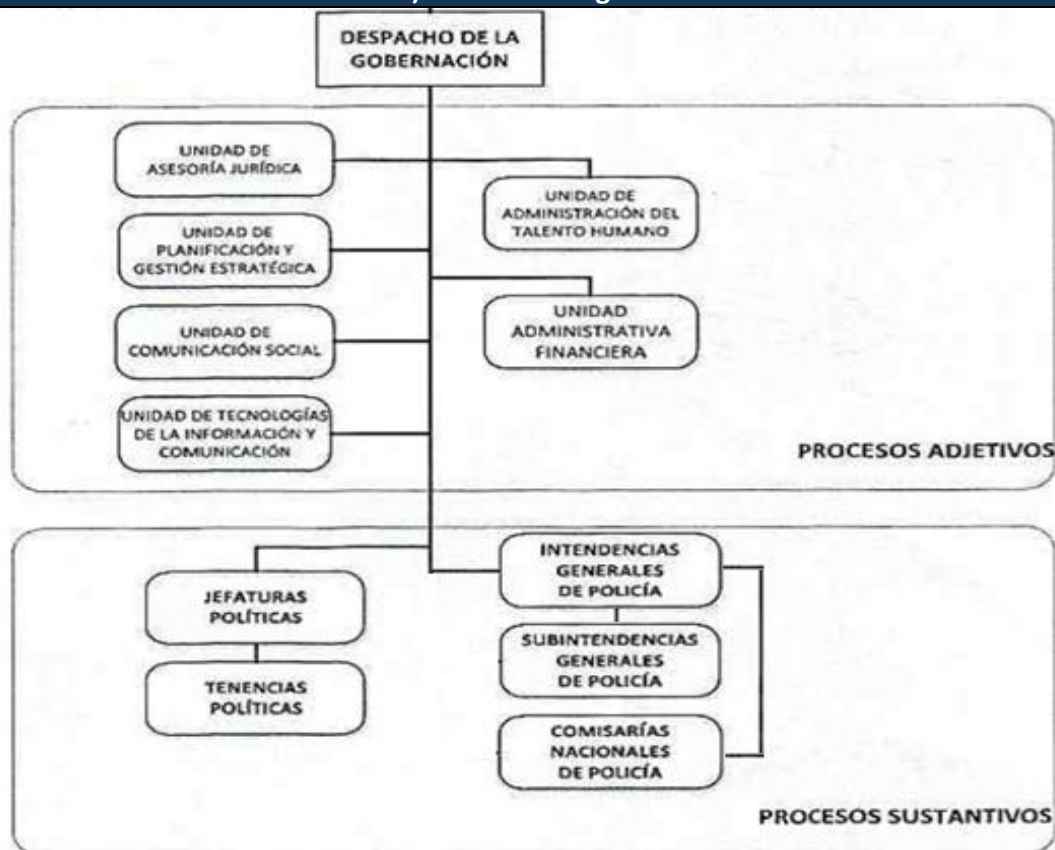 DESPACHO DE LA
GOBERNACIÓN
UNIDAD DE
ASESORÍA JURÍDICA
UNIDAD DE
ADMINISTRACIÓN DEL
TALENTO HUMANO
UNIDAD DE
PLANIFICACIÓN Y
GESTIÓN ESTRATÉGICA
UNIDAD
ADMINISTRATIVA
FINANCIERA
UNIDAD DE
COMUNICACIÓN SOCIAL
UNIDAD DE TECNOLOGÍAS
DE LA INFORMACIÓN Y
COMUNICACIÓN
PROCESOS ADJETIVOS
JEFATURAS
POLÍTICAS
TENENCIAS
POLÍTICAS
INTENDENCIAS
GENERALES
DE POLICÍA
SUBINTENDENCIAS
GENERALES
DE POLICÍA
COMISARÍAS
NACIONALES
DE POLICÍA
PROCESOS SUSTANTIVOS